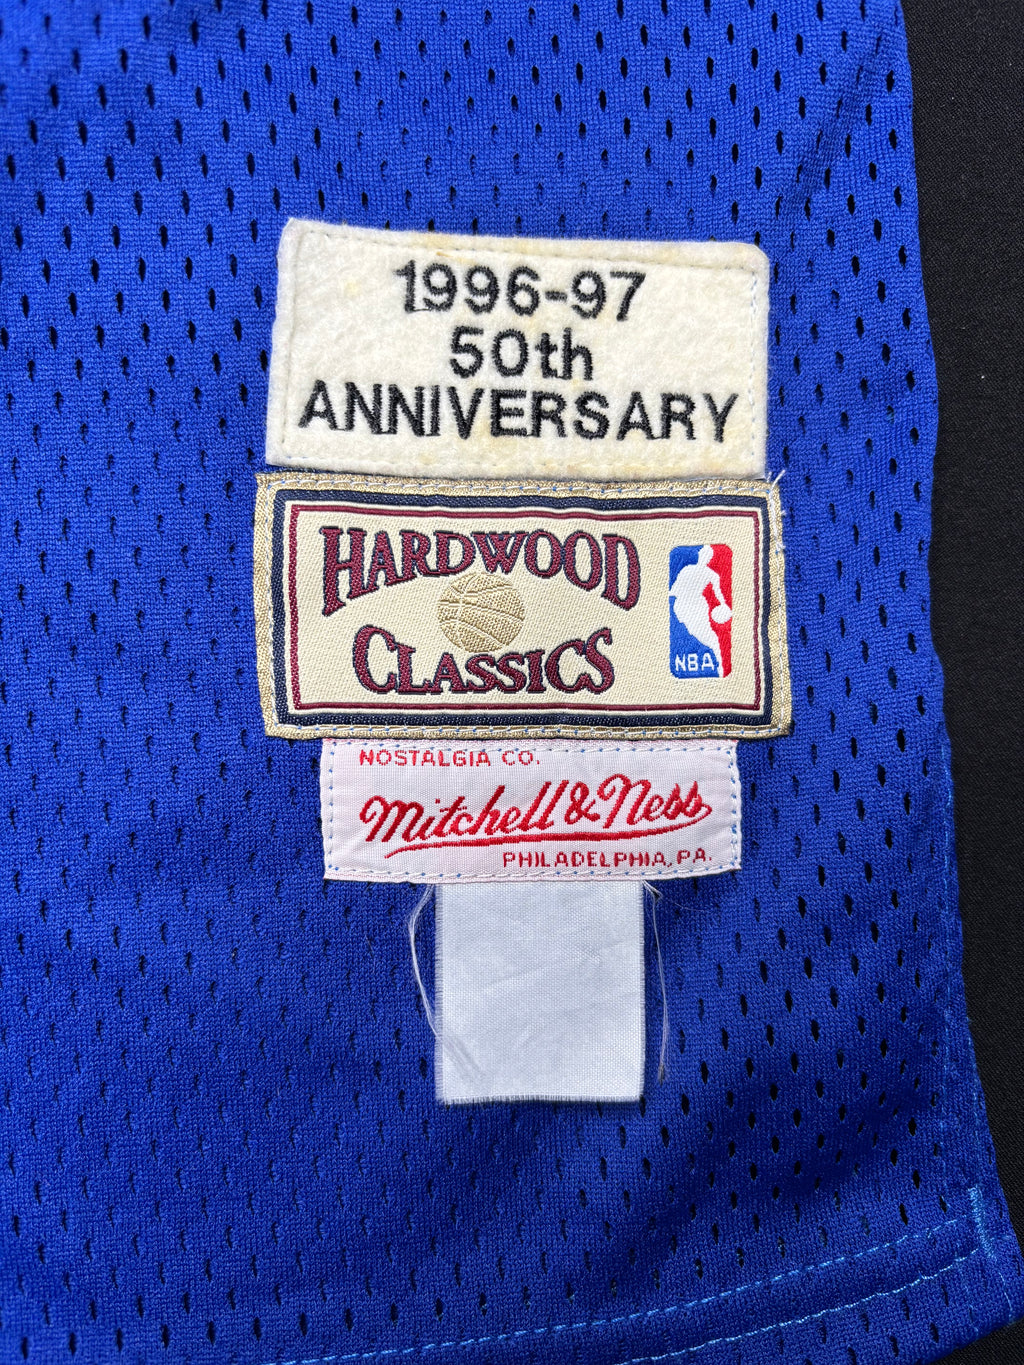 1996-97
50th
ANNIVERSARY
HARDWOOD
CLASSICS
NBA
NOSTALGIA CO.
Mitchell & Ness
PHILADELPHIA, PA.